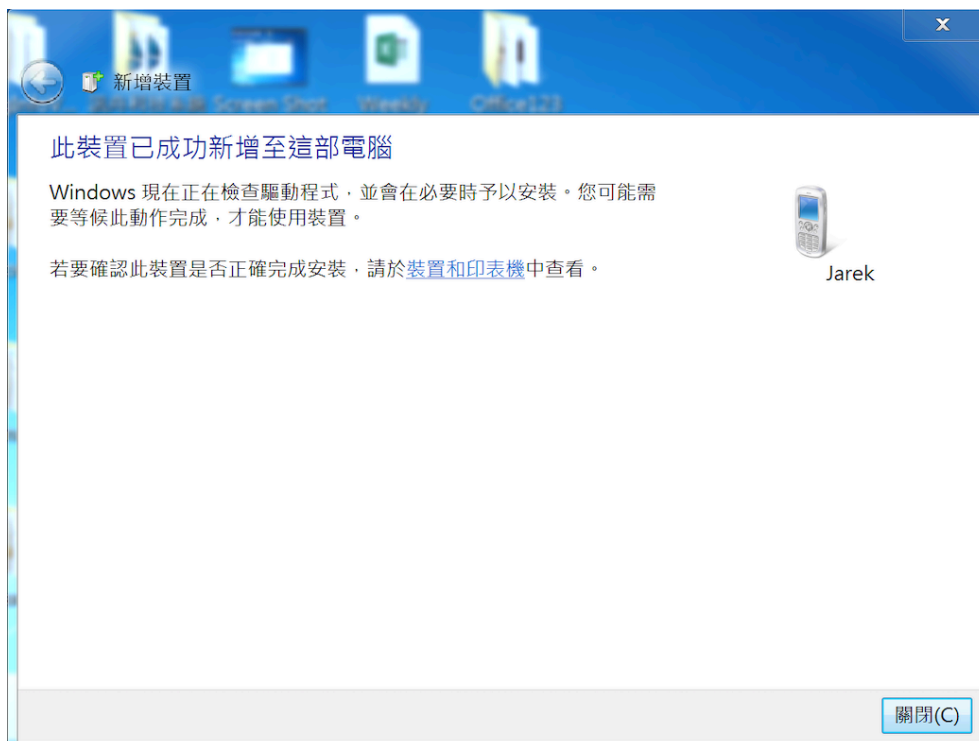 X
新增裝置
Screen Shot
Weekly
Office123
此裝置已成功新增至這部電腦
Windows 現在正在檢查驅動程式，並會在必要時予以安裝。您可能需
要等候此動作完成，才能使用裝置。
若要確認此裝置是否正確完成安裝，請於裝置和印表機中查看。
Jarek
關閉(C)